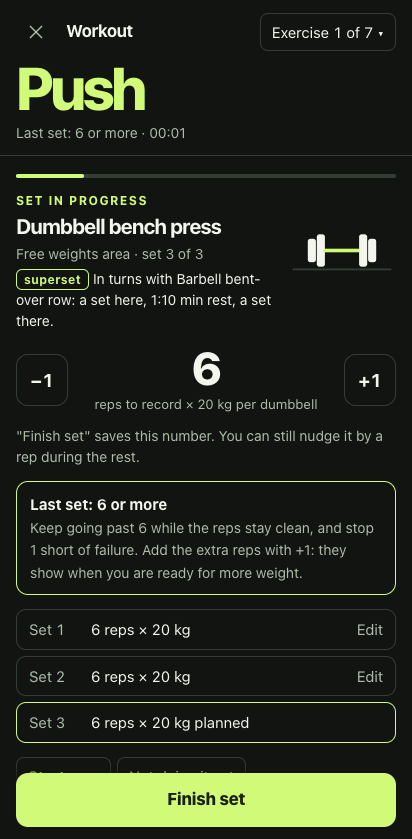 Workout
Exercise 1 of 7 ▾
Push
Last set: 6 or more · 00:01
SET IN PROGRESS
Dumbbell bench press
Free weights area · set 3 of 3
superset In turns with Barbell bent-
over row: a set here, 1:10 min rest, a set
there.
−1
6
+1
reps to record × 20 kg per dumbbell
"Finish set" saves this number. You can still nudge it by a
rep during the rest.
Last set: 6 or more
Keep going past 6 while the reps stay clean, and stop
1 short of failure. Add the extra reps with +1: they
show when you are ready for more weight.
Set 1 6 reps × 20 kg Edit
Set 2 6 reps × 20 kg Edit
Set 3 6 reps × 20 kg planned
Finish set